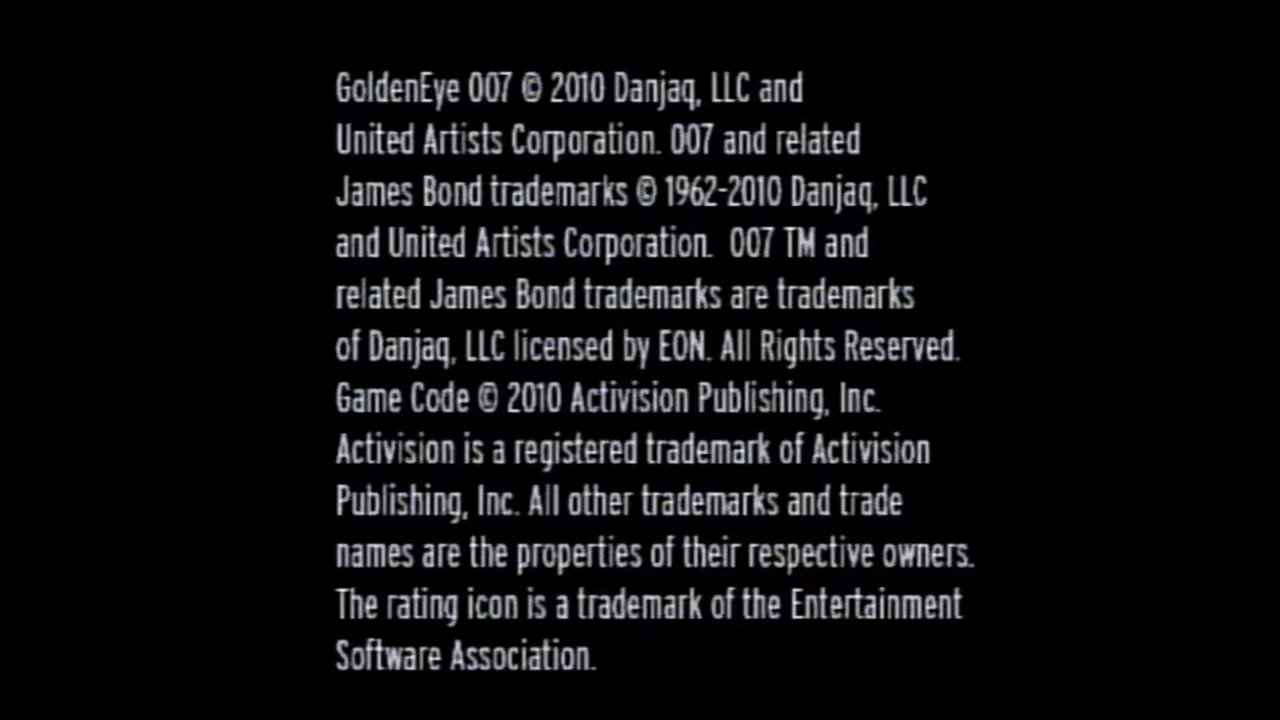 GoldenEye 007 © 2010 Danjaq, LLC and
United Artists Corporation. 007 and related
James Bond trademarks © 1962-2010 Danjaq, LLC
and United Artists Corporation.  007 TM and
related James Bond trademarks are trademarks
of Danjaq, LLC licensed by EON. All Rights Reserved.
Game Code © 2010 Activision Publishing, Inc.
Activision is a registered trademark of Activision
Publishing, Inc. All other trademarks and trade
names are the properties of their respective owners.
The rating icon is a trademark of the Entertainment
Software Association.